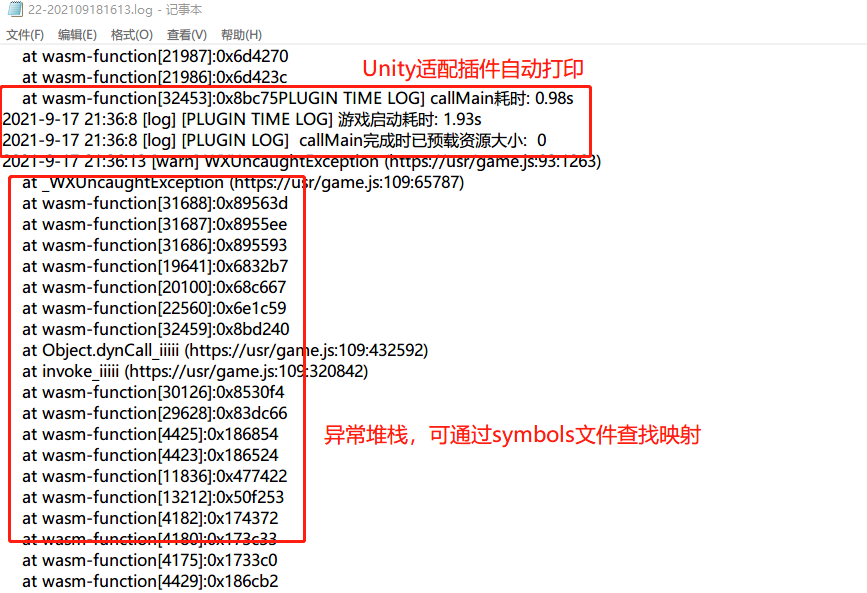 22-202109181613.log - 记事本
文件(F) 编辑(E) 格式(O) 查看(V) 帮助(H)
at wasm-function[21987]:0x6d4270
at wasm-function[21986]:0x6d423c
Unity适配插件自动打印
at wasm-function[32453]:0x8bc75PLUGIN TIME LOG] callMain耗时: 0.98s
2021-9-17 21:36:8 [log] [PLUGIN TIME LOG] 游戏启动耗时: 1.93s
2021-9-17 21:36:8 [log] [PLUGIN LOG] callMain完成时已预载资源大小: 0
2021-9-17 21:36:13 [warn] WXUncaughtException (https://usr/game.js:93:1263)
at _WXUncaughtException (https://usr/game.js:109:65787)
at wasm-function[31688]:0x89563d
at wasm-function[31687]:0x8955ee
at wasm-function[31686]:0x895593
at wasm-function[19641]:0x6832b7
at wasm-function[20100]:0x68c667
at wasm-function[22560]:0x6e1c59
at wasm-function[32459]:0x8bd240
at Object.dynCall_iiiii (https://usr/game.js:109:432592)
at invoke_iiiii (https://usr/game.js:109:320842)
at wasm-function[30126]:0x8530f4
at wasm-function[29628]:0x83dc66
at wasm-function[4425]:0x186854
异常堆栈，可通过symbols文件查找映射
at wasm-function[4423]:0x186524
at wasm-function[11836]:0x477422
at wasm-function[13212]:0x50f253
at wasm-function[4182]:0x174372
at wasm-function[4180]:0x173c33
at wasm-function[4175]:0x1733c0
at wasm-function[4429]:0x186cb2